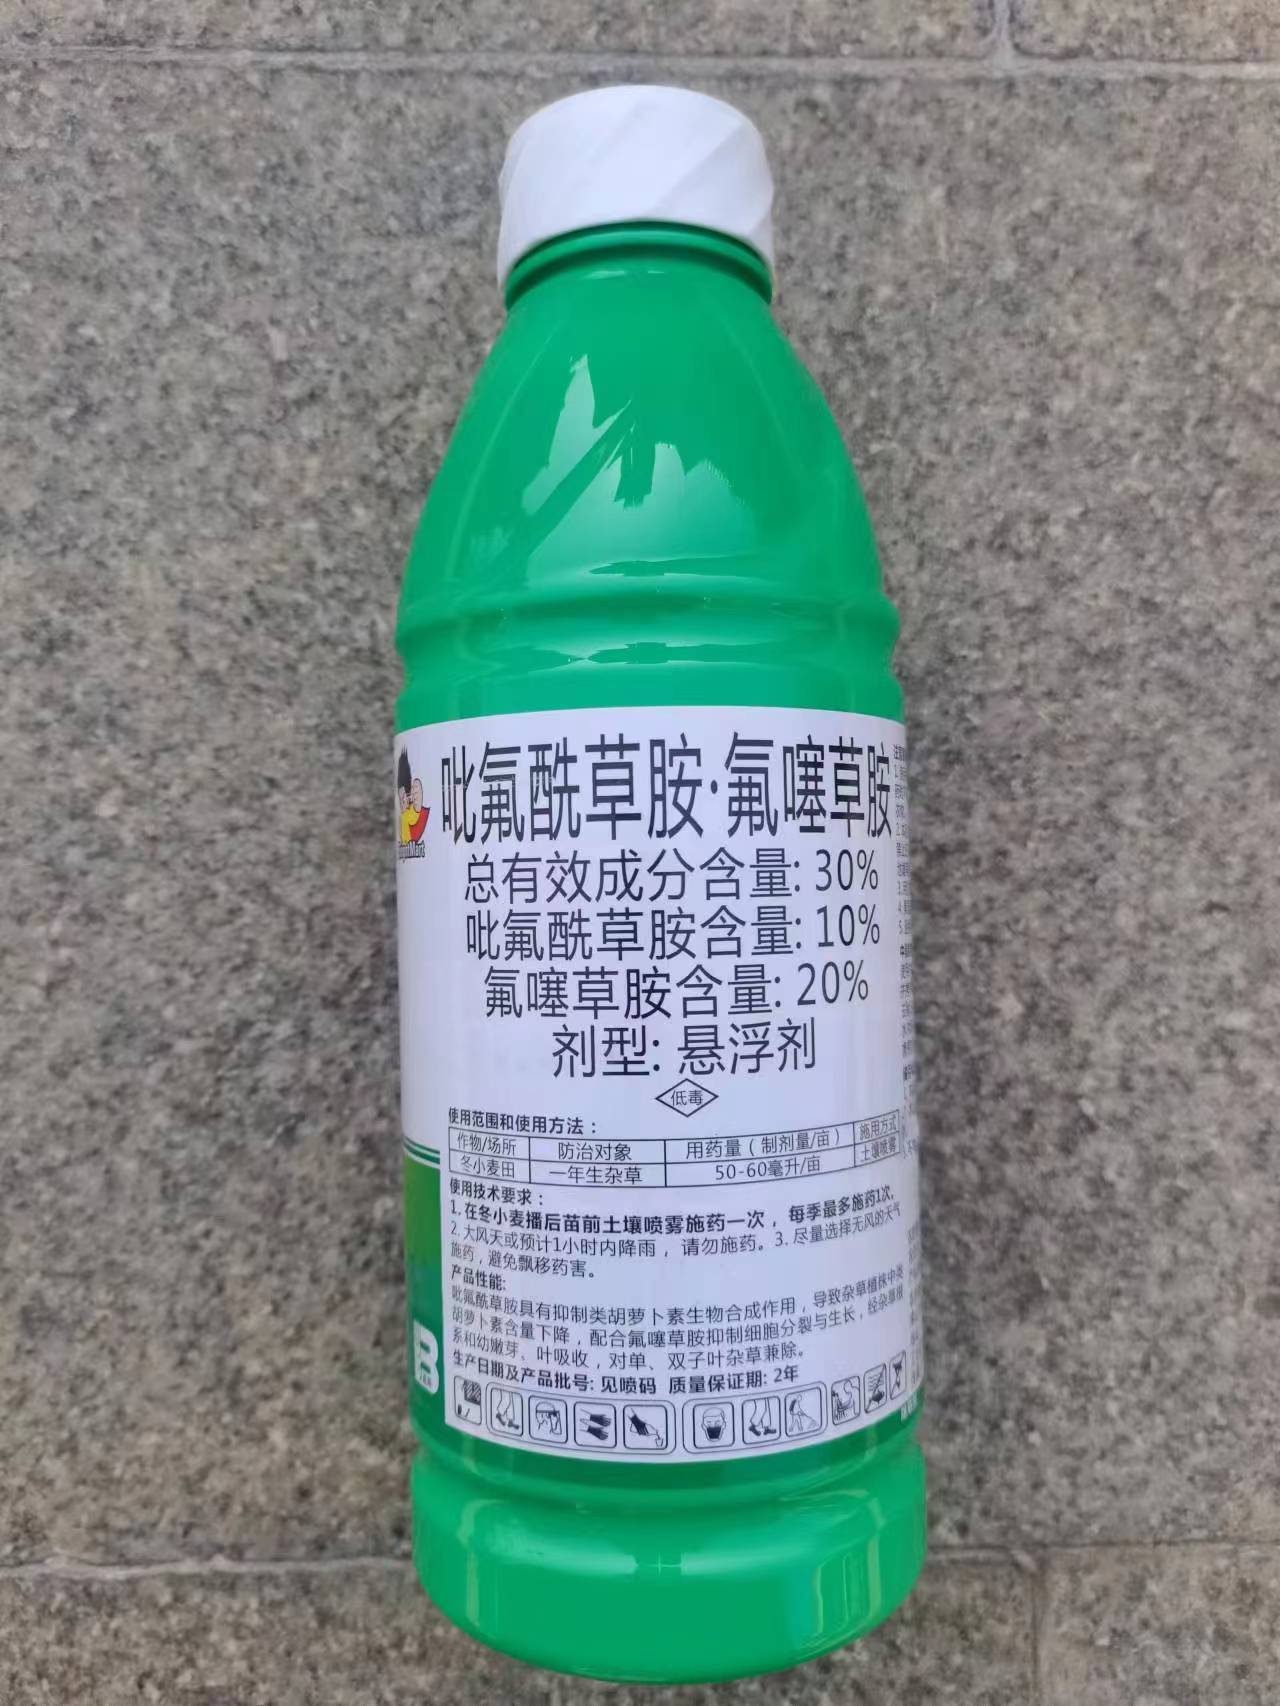 吡氟酰草胺·氟噻草胺
总有效成分含量: 30%
吡氟酰草胺含量: 10%
氟噻草胺含量: 20%
剂型: 悬浮剂
低毒
使用范围和使用方法：
作物/场所 防治对象 用药量（制剂量/亩） 施用方式
冬小麦田 一年生杂草 50-60毫升/亩 土壤喷雾
使用技术要求：
1. 在冬小麦播后苗前土壤喷雾施药一次，每季最多施药1次.
2. 大风天或预计1小时内降雨，请勿施药。3. 尽量选择无风的天气
施药，避免飘移药害。
产品性能:
吡氟酰草胺具有抑制类胡萝卜素生物合成作用，导致杂草植株中类
胡萝卜素含量下降，配合氟噻草胺抑制细胞分裂与生长，经杂草根
系和幼嫩芽、叶吸收，对单、双子叶杂草兼除。
生产日期及产品批号: 见喷码 质量保证期: 2年